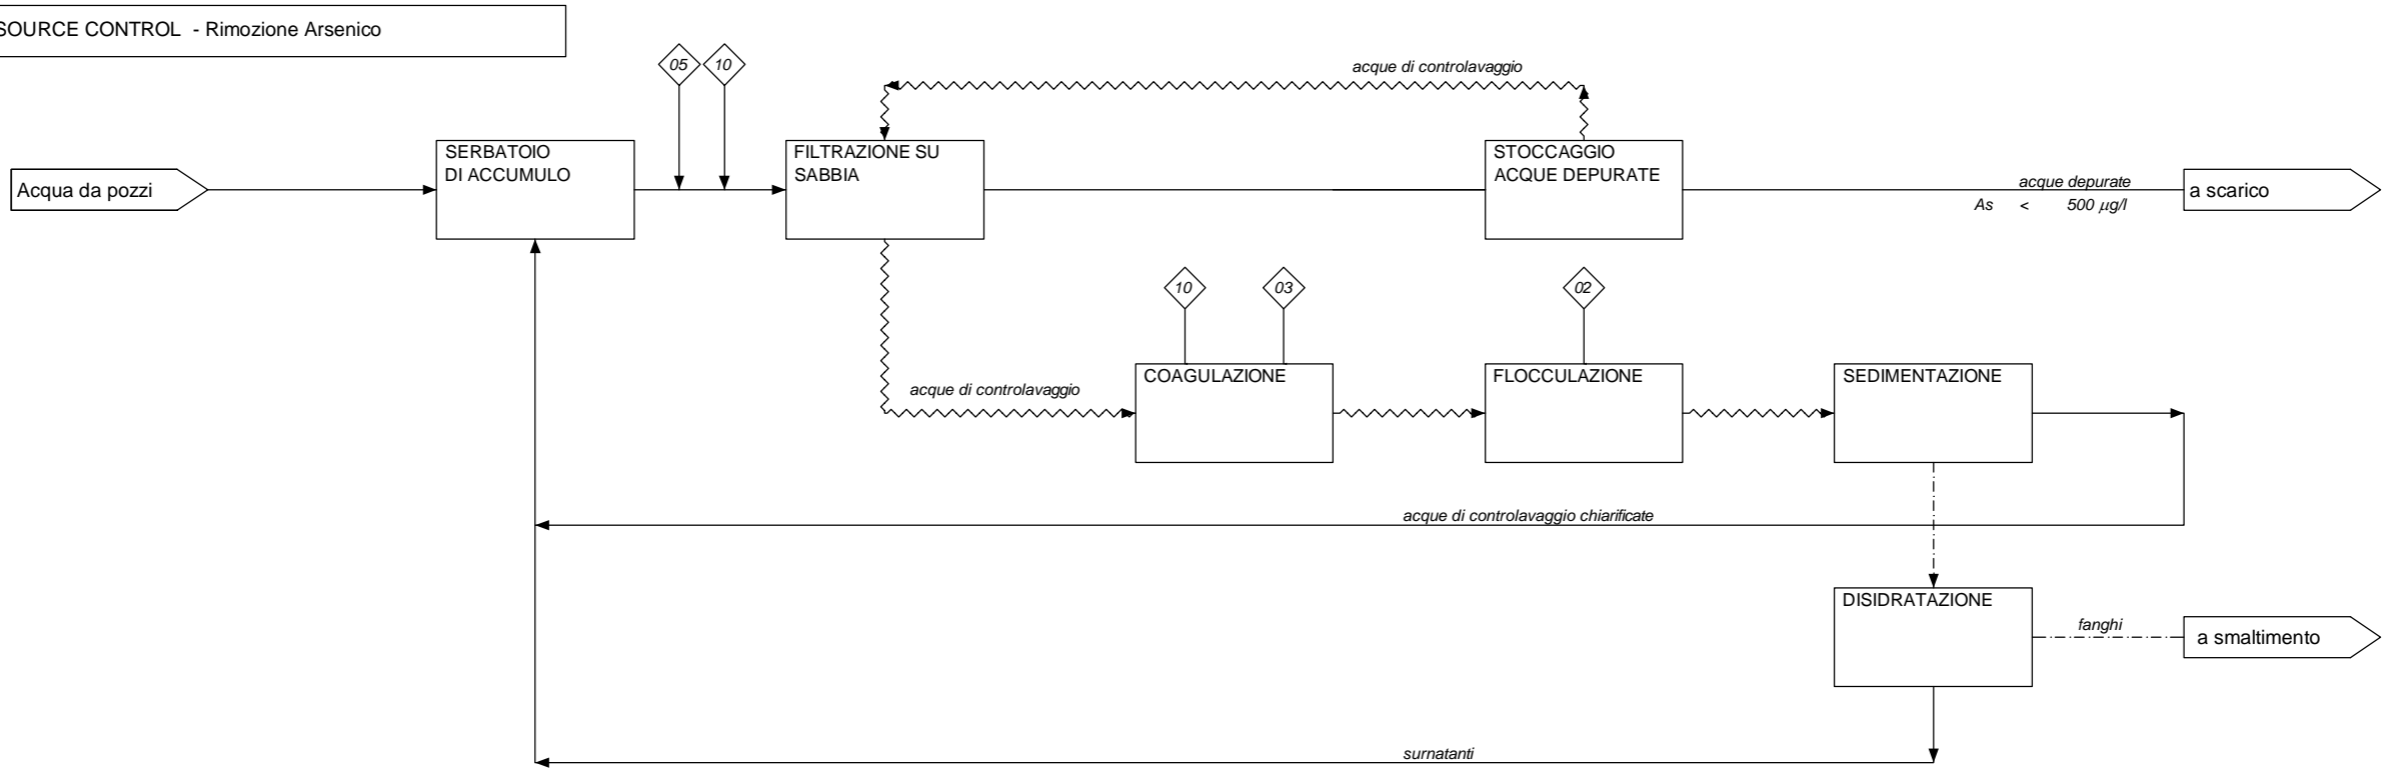 SOURCE CONTROL - Rimozione Arsenico
05
10
acque di controlavaggio
Acqua da pozzi
SERBATOIO
DI ACCUMULO
FILTRAZIONE SU
SABBIA
STOCCAGGIO
ACQUE DEPURATE
acque depurate
As < 500 µg/l
a scarico
10
03
02
acque di controlavaggio
COAGULAZIONE
FLOCCULAZIONE
SEDIMENTAZIONE
acque di controlavaggio chiarificate
DISIDRATAZIONE
fanghi
a smaltimento
surnatanti